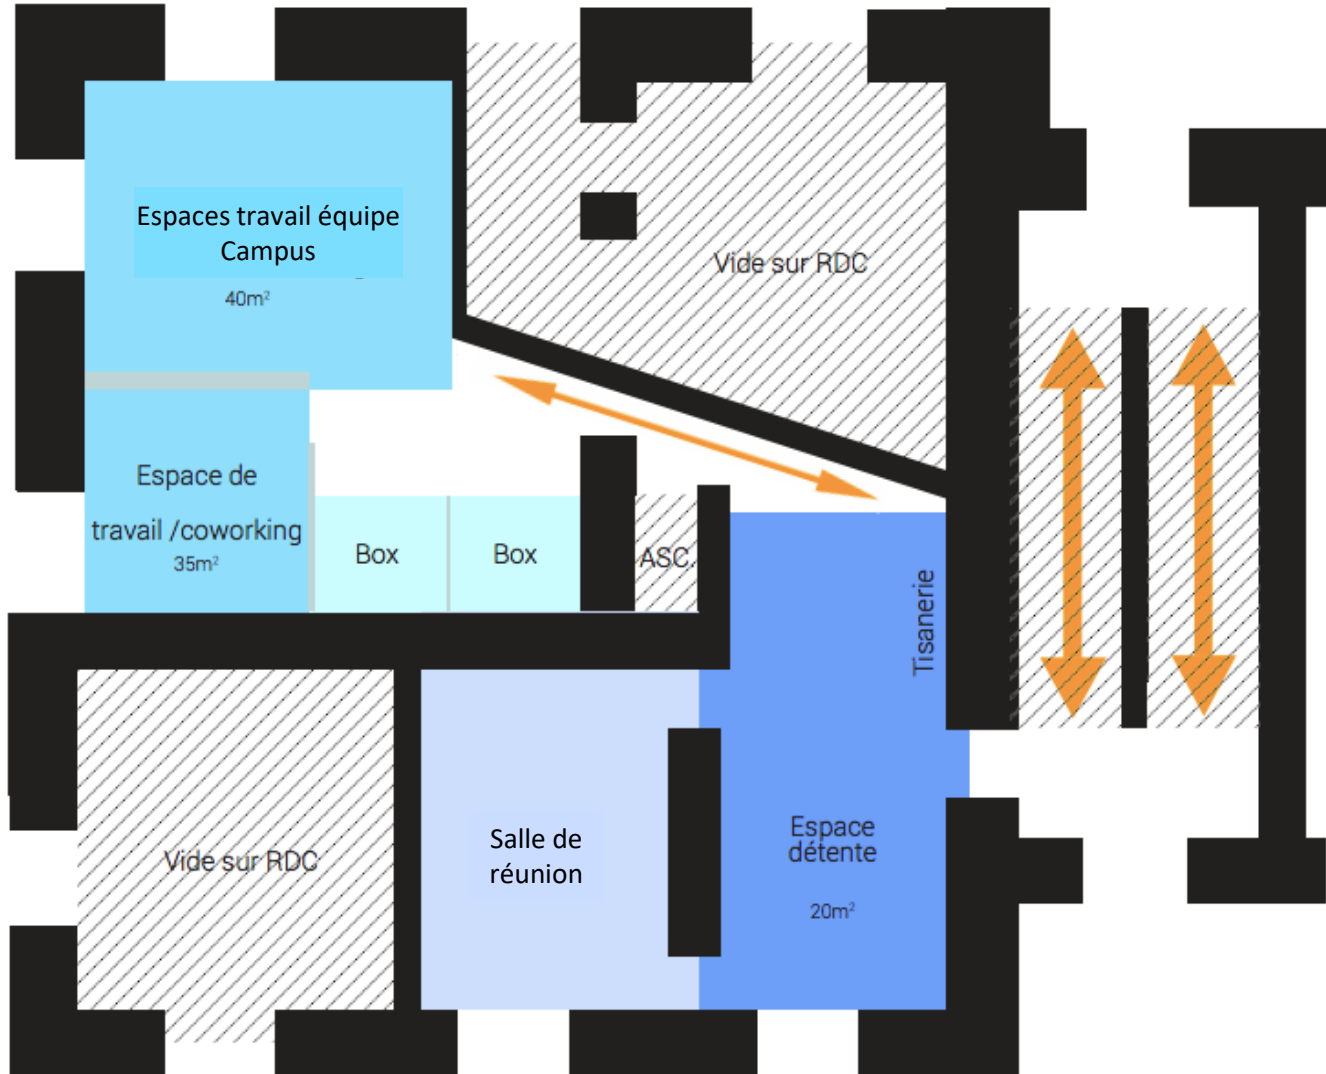 Espaces travail équipe
Campus
40m²
Vide sur RDC
Espace de
travail /coworking
35m²
Box
Box
ASC.
Tisanerie
Vide sur RDC
Salle de
réunion
Espace
détente
20m²